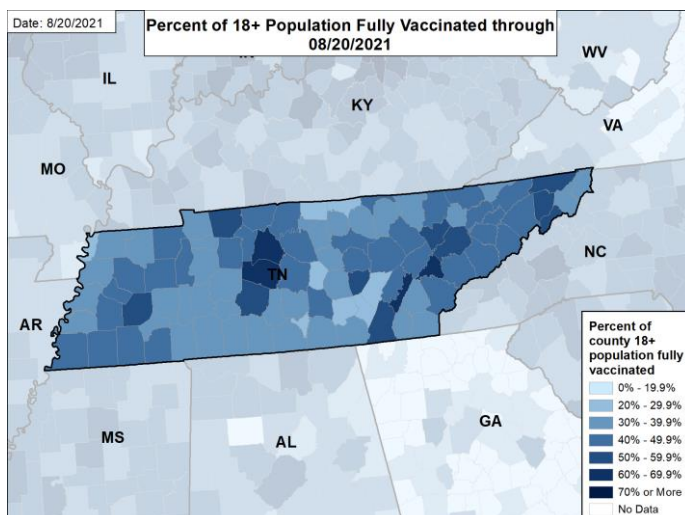 Date: 8/20/2021
Percent of 18+ Population Fully Vaccinated through
08/20/2021
WV
IL
KY
VA
MO
TN
NC
AR
MS
AL
GA
Percent of
county 18+
population fully
vaccinated
0% - 19.9%
20% - 29.9%
30% - 39.9%
40% - 49.9%
50% - 59.9%
60% - 69.9%
70% or More
No Data